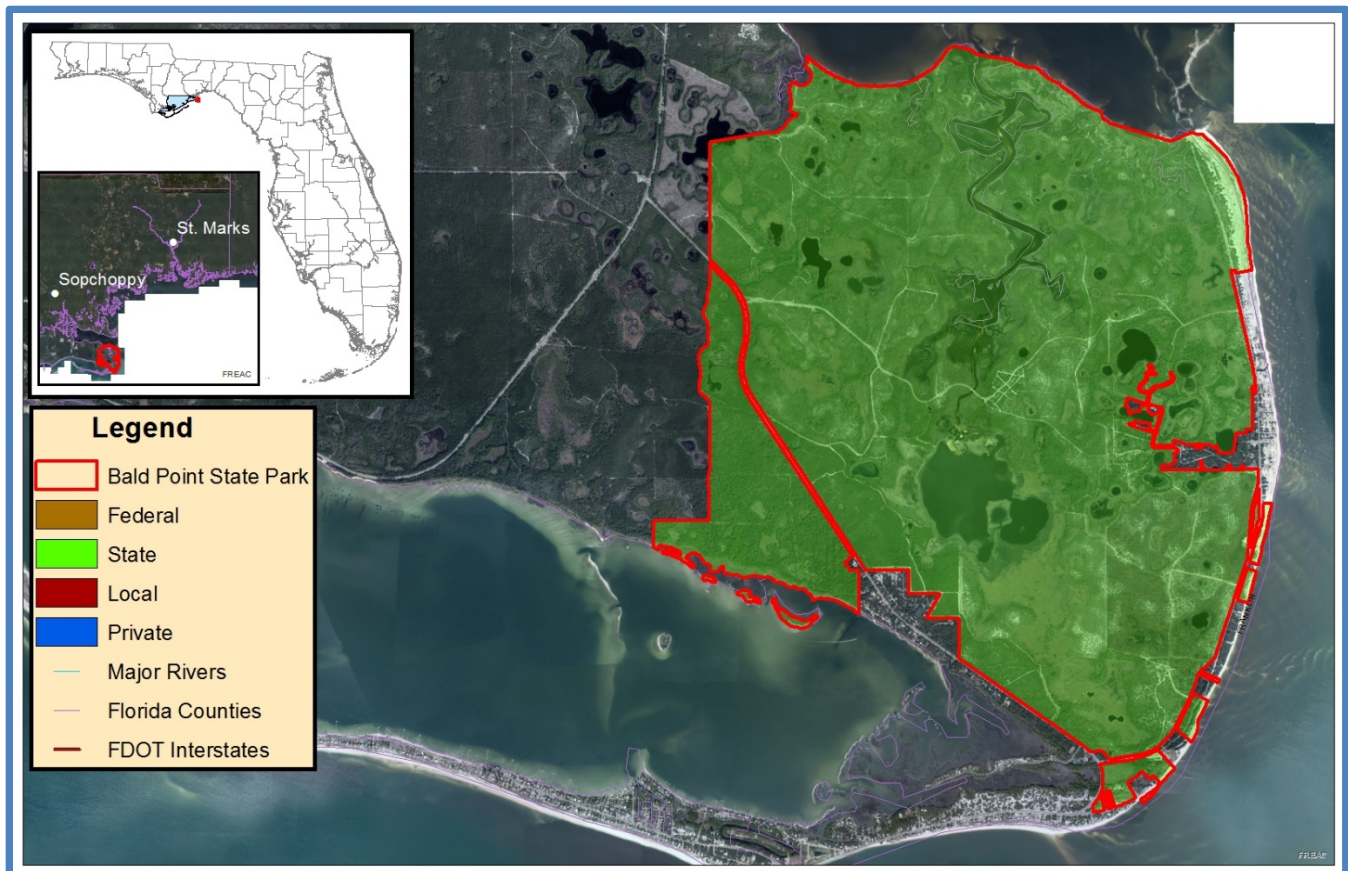 St. Marks
Sopchoppy
FREAC
Legend
Bald Point State Park
Federal
State
Local
Private
Major Rivers
Florida Counties
FDOT Interstates
FREAC